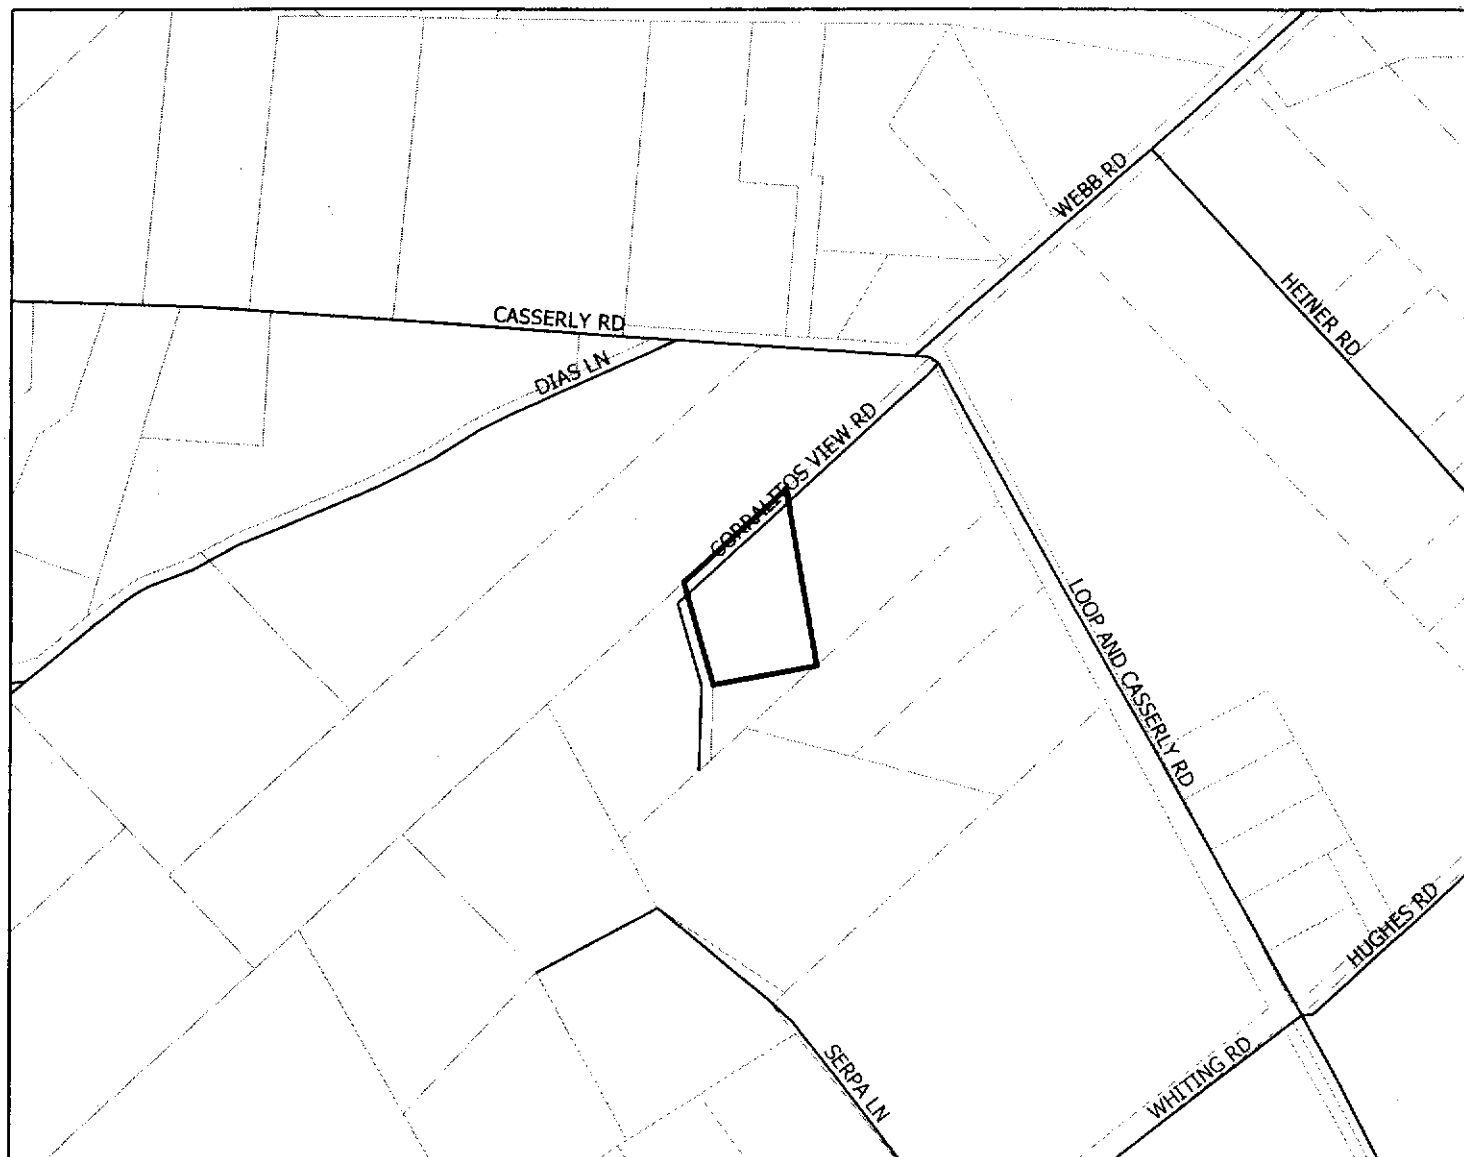 WEBB RD
HEINER RD
CASSERLY RD
DIAS LN
CORRALITOS VIEW RD
LOOP AND CASSERLY RD
HUGHES RD
SERPA LN
WHITING RD